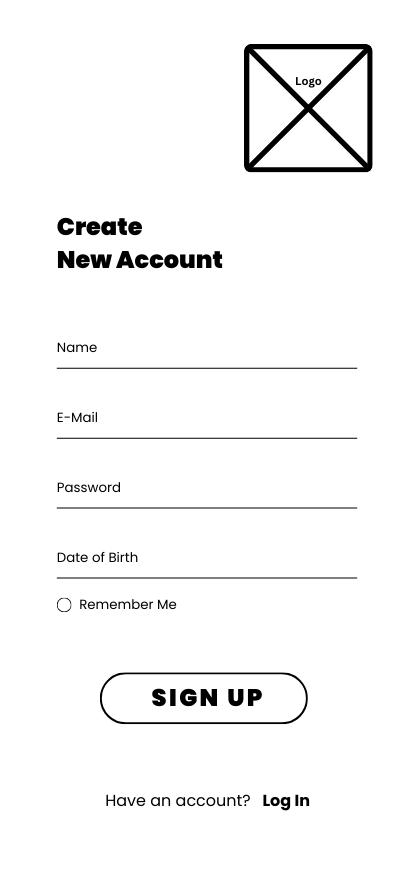 Logo
Create
New Account
Name
E-Mail
Password
Date of Birth
Remember Me
SIGN UP
Have an account? Log In